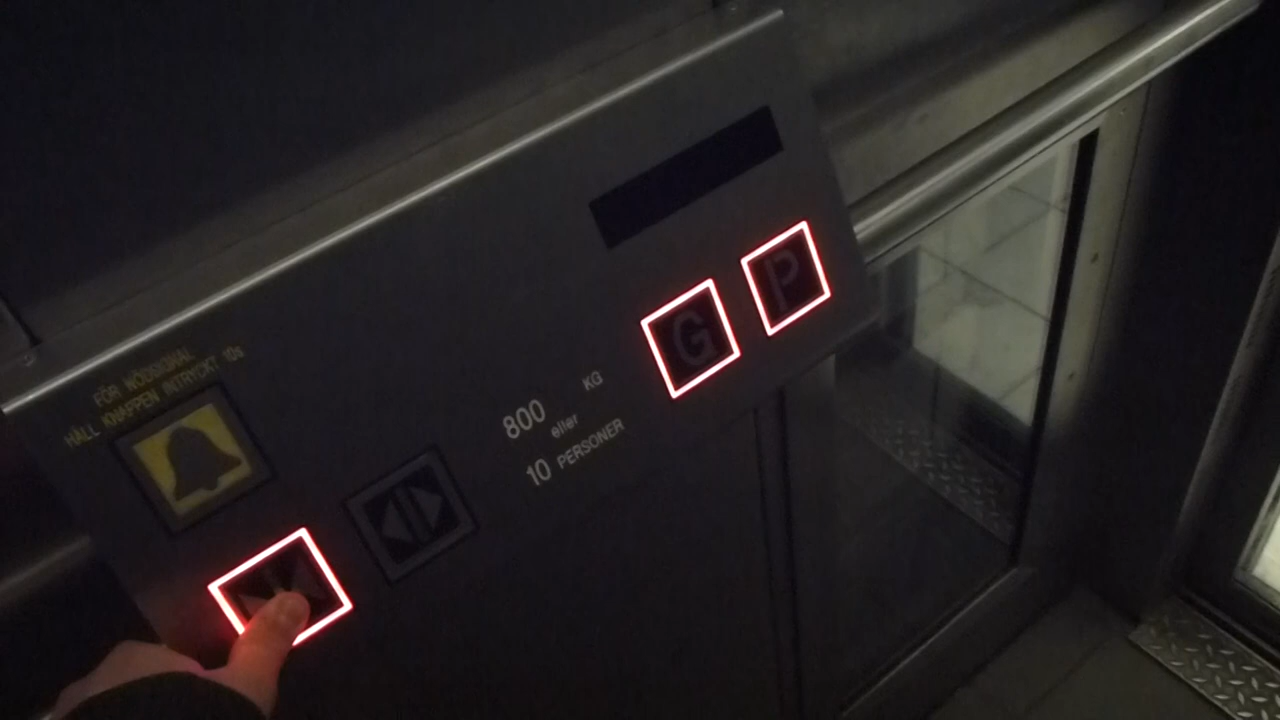 FÖR NÖDSIGNAL
HÅLL KNAPPEN INTRYCKT 10s
800 KG
eller
10 PERSONER
G
P